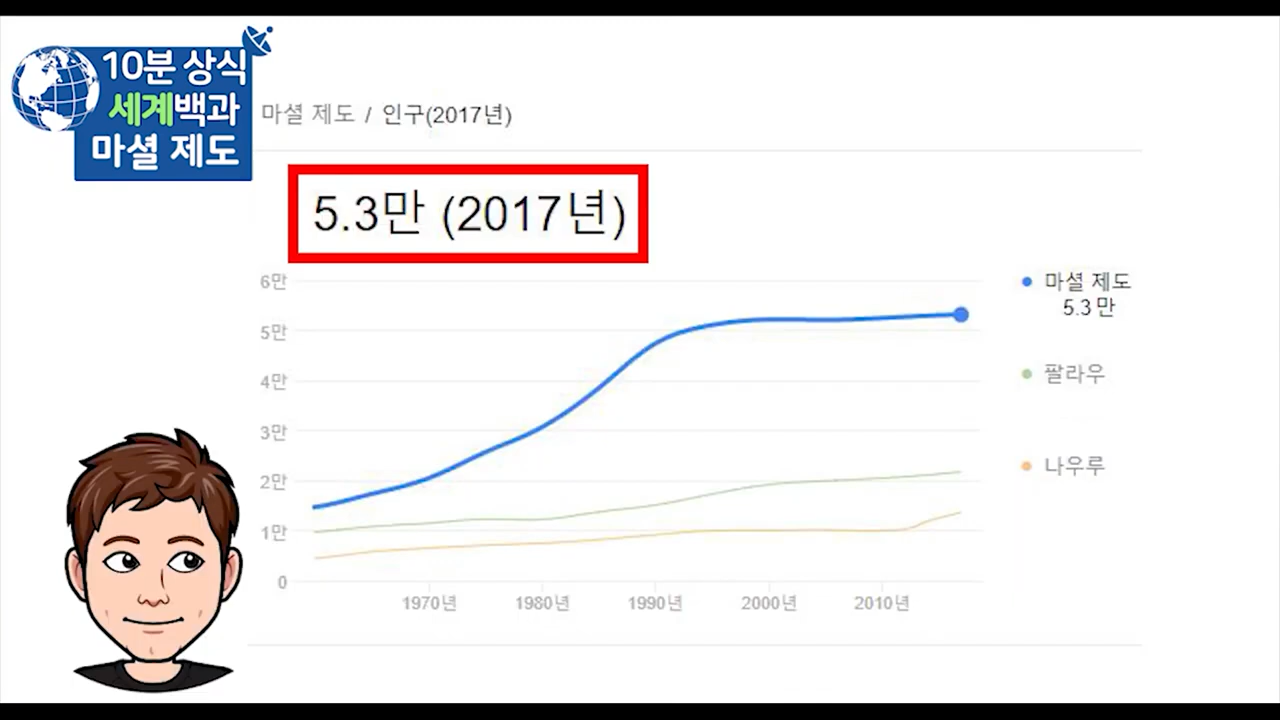 10분 상식
세계백과
마셜 제도
마셜 제도 / 인구(2017년)
5.3만 (2017년)
6만
5만
4만
3만
2만
1만
0
1970년
1980년
1990년
2000년
2010년
마셜 제도
5.3만
팔라우
나우루